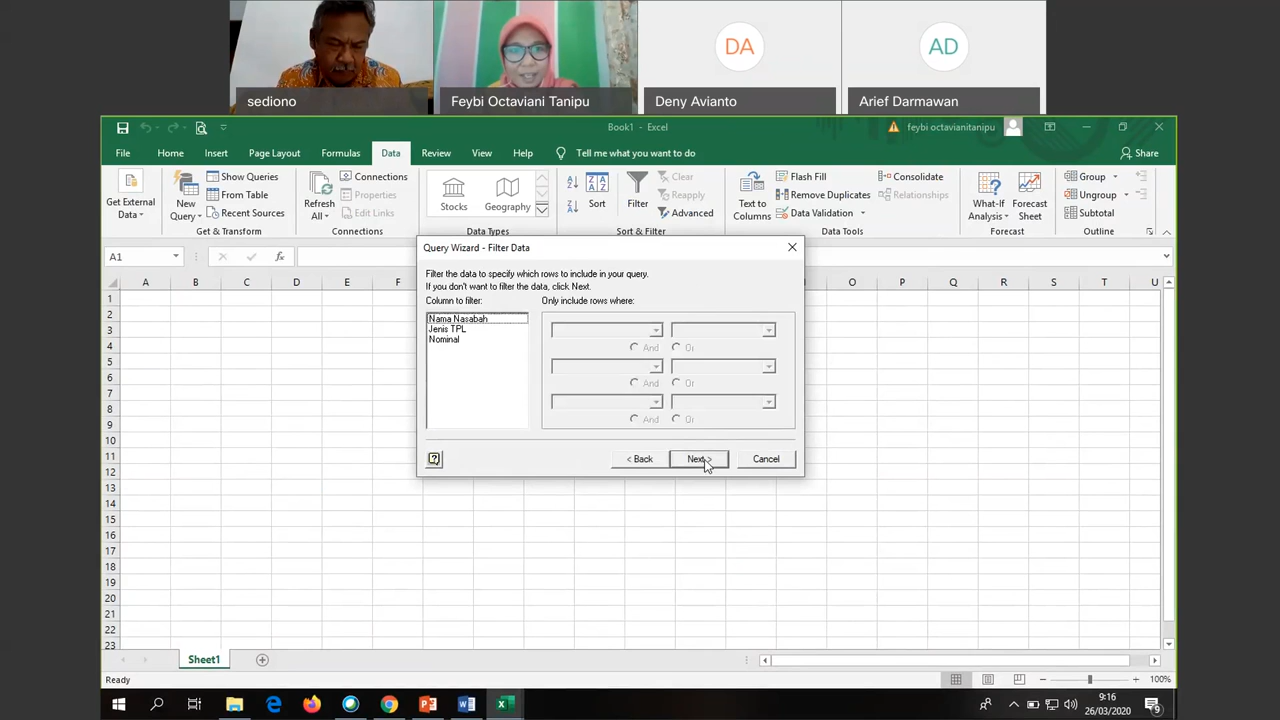 DA
AD
sediono
Feybi Octaviani Tanipu
Deny Avianto
Arief Darmawan
Book1 - Excel
feybi octavianitanipu
File
Home
Insert
Page Layout
Formulas
Data
Review
View
Help
Tell me what you want to do
Share
Get External
Data
New
Query
Show Queries
From Table
Recent Sources
Get & Transform
Refresh
All
Connections
Properties
Edit Links
Connections
Stocks
Geography
Data Types
Sort
Filter
Clear
Reapply
Advanced
Sort & Filter
Text to
Columns
Flash Fill
Remove Duplicates
Data Validation
Consolidate
Relationships
Data Tools
What-If
Analysis
Forecast
Sheet
Forecast
Group
Ungroup
Subtotal
Outline
A1
fx
A B C D E F O P Q R S T U
1
2
3
4
5
6
7
8
9
10
11
12
13
14
15
16
17
18
19
20
21
22
23
Query Wizard - Filter Data
Filter the data to specify which rows to include in your query.
If you don't want to filter the data, click Next.
Column to filter:
Only include rows where:
Nama Nasabah
Jenis TPL
Nominal
And Or
And Or
And Or
< Back
Next >
Cancel
Sheet1
Ready
100%
9:16
26/03/2020